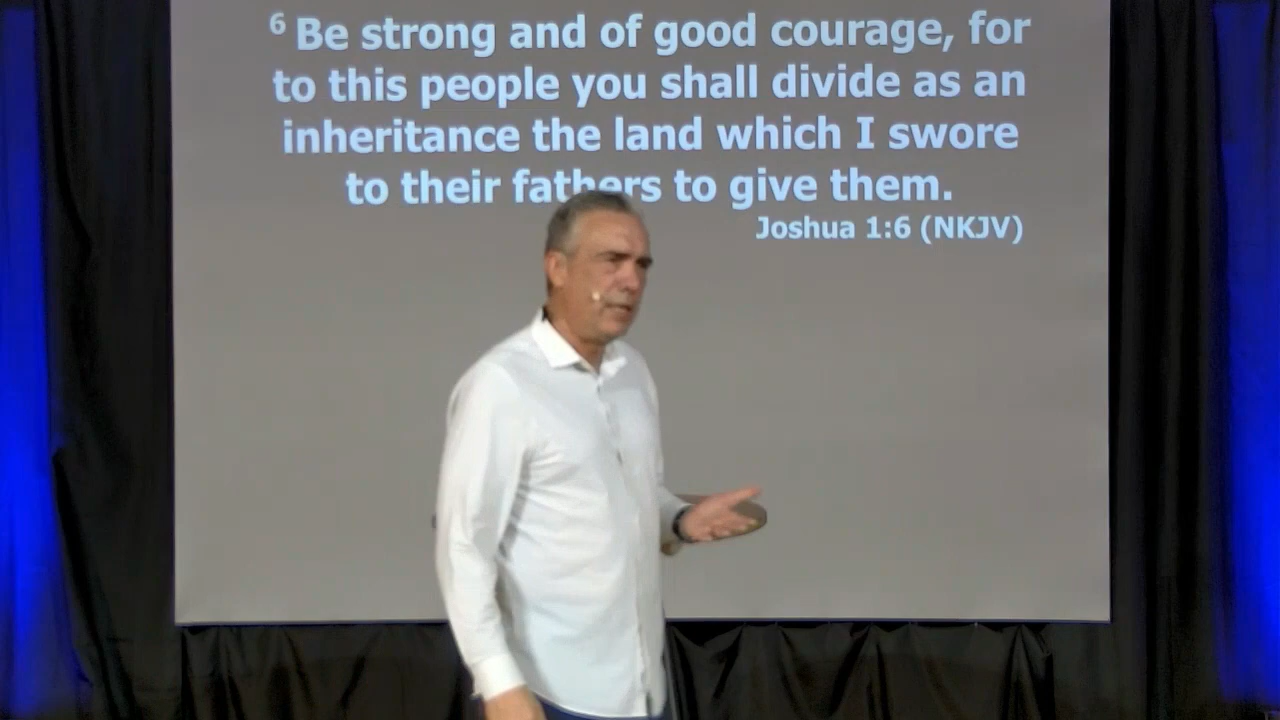 6 Be strong and of good courage, for
to this people you shall divide as an
inheritance the land which I swore
to their fathers to give them.
Joshua 1:6 (NKJV)